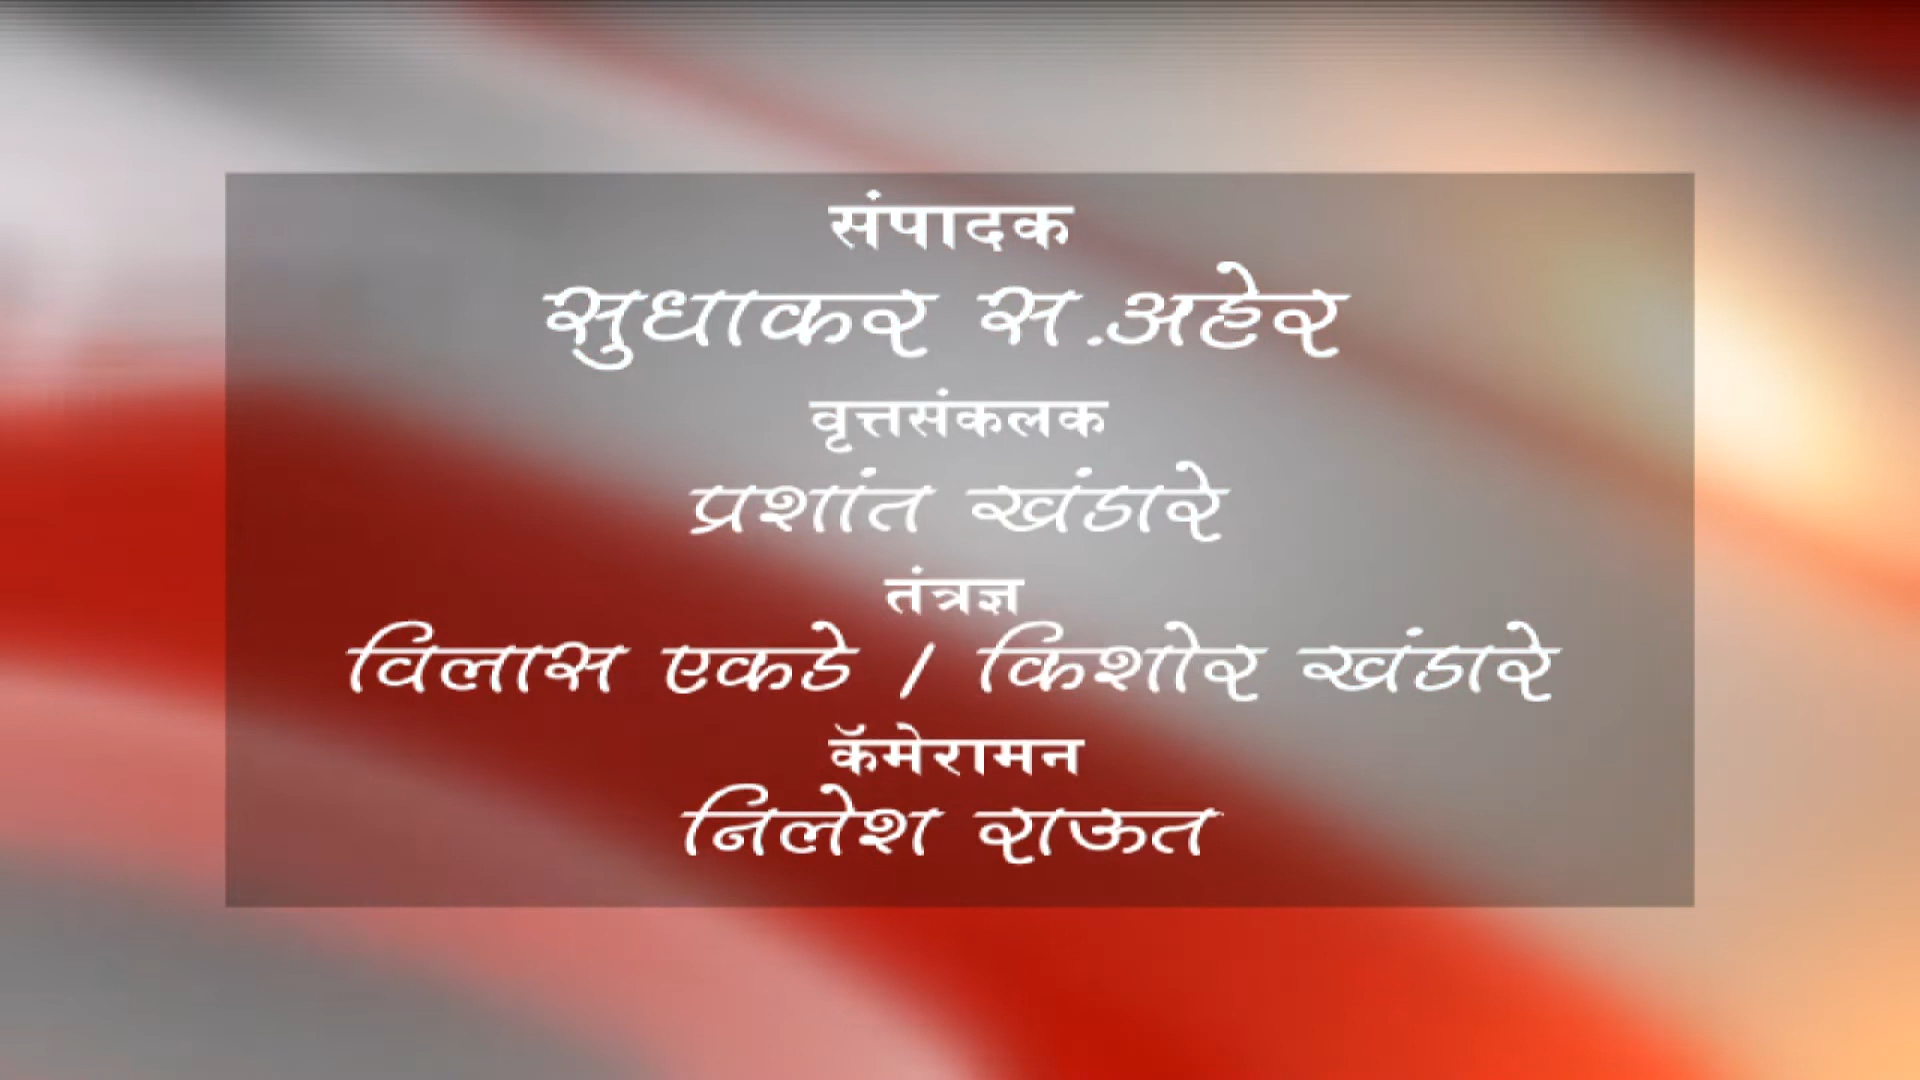 संपादक
सुधाकर स.अहेर
वृत्तसंकलक
प्रशांत खंडारे
तंत्रज्ञ
विलास एकडे / किशोर खंडारे
कॅमेरामन
निलेश राऊत